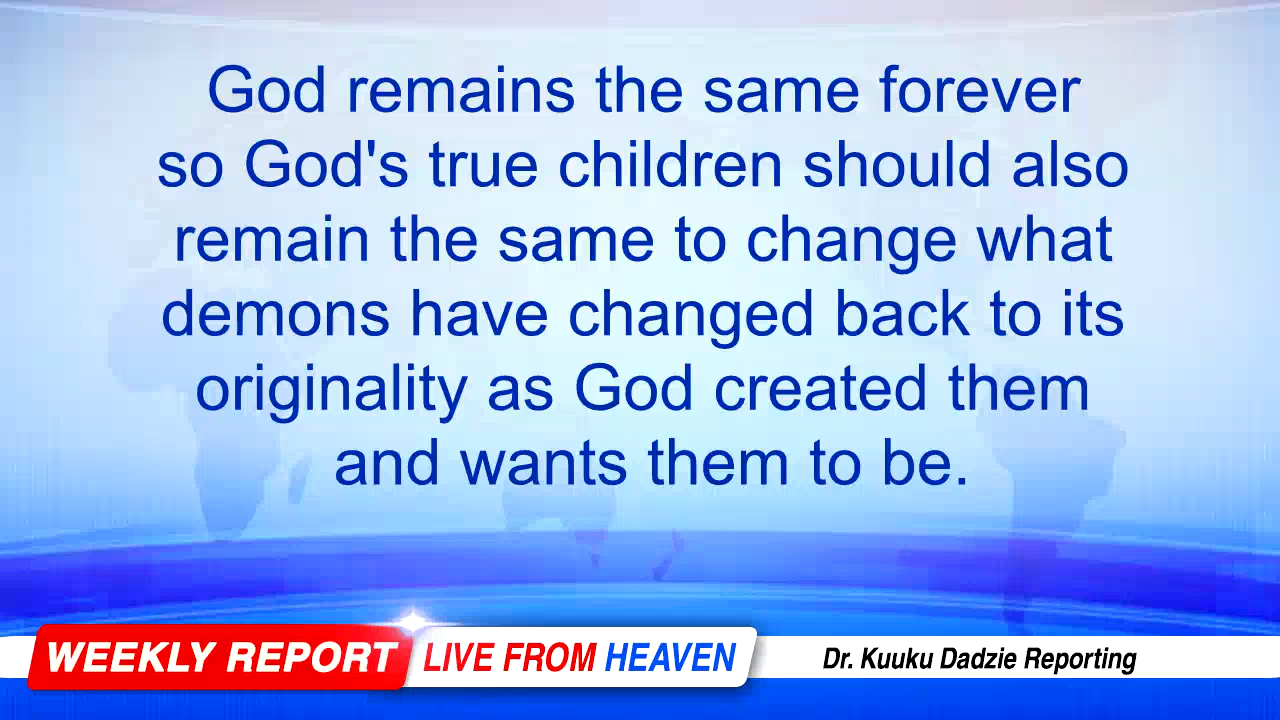 God remains the same forever
so God's true children should also
remain the same to change what
demons have changed back to its
originality as God created them
and wants them to be.
WEEKLY REPORT LIVE FROM HEAVEN Dr. Kuuku Dadzie Reporting